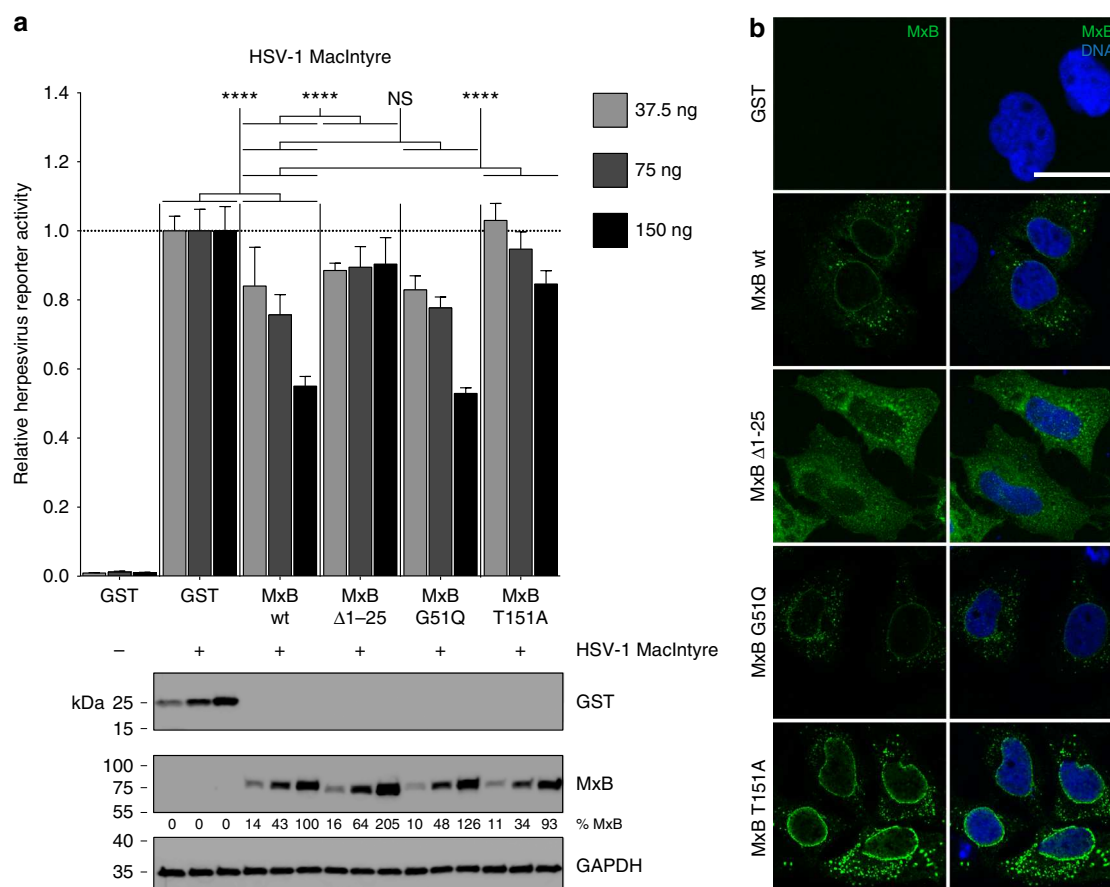 a
HSV-1 MacIntyre
Relative herpesvirus reporter activity
1.4
1.2
1.0
0.8
0.6
0.4
0.2
0.0
**** **** NS ****
37.5 ng
75 ng
150 ng
GST GST MxB wt MxB Δ1–25 MxB G51Q MxB T151A
– + + + + + HSV-1 MacIntyre
kDa 25
15
GST
100
75
55
MxB
0 0 0 14 43 100 16 64 205 10 48 126 11 34 93 % MxB
40
35
GAPDH
b
MxB
MxB
DNA
GST
MxB wt
MxB Δ1-25
MxB G51Q
MxB T151A